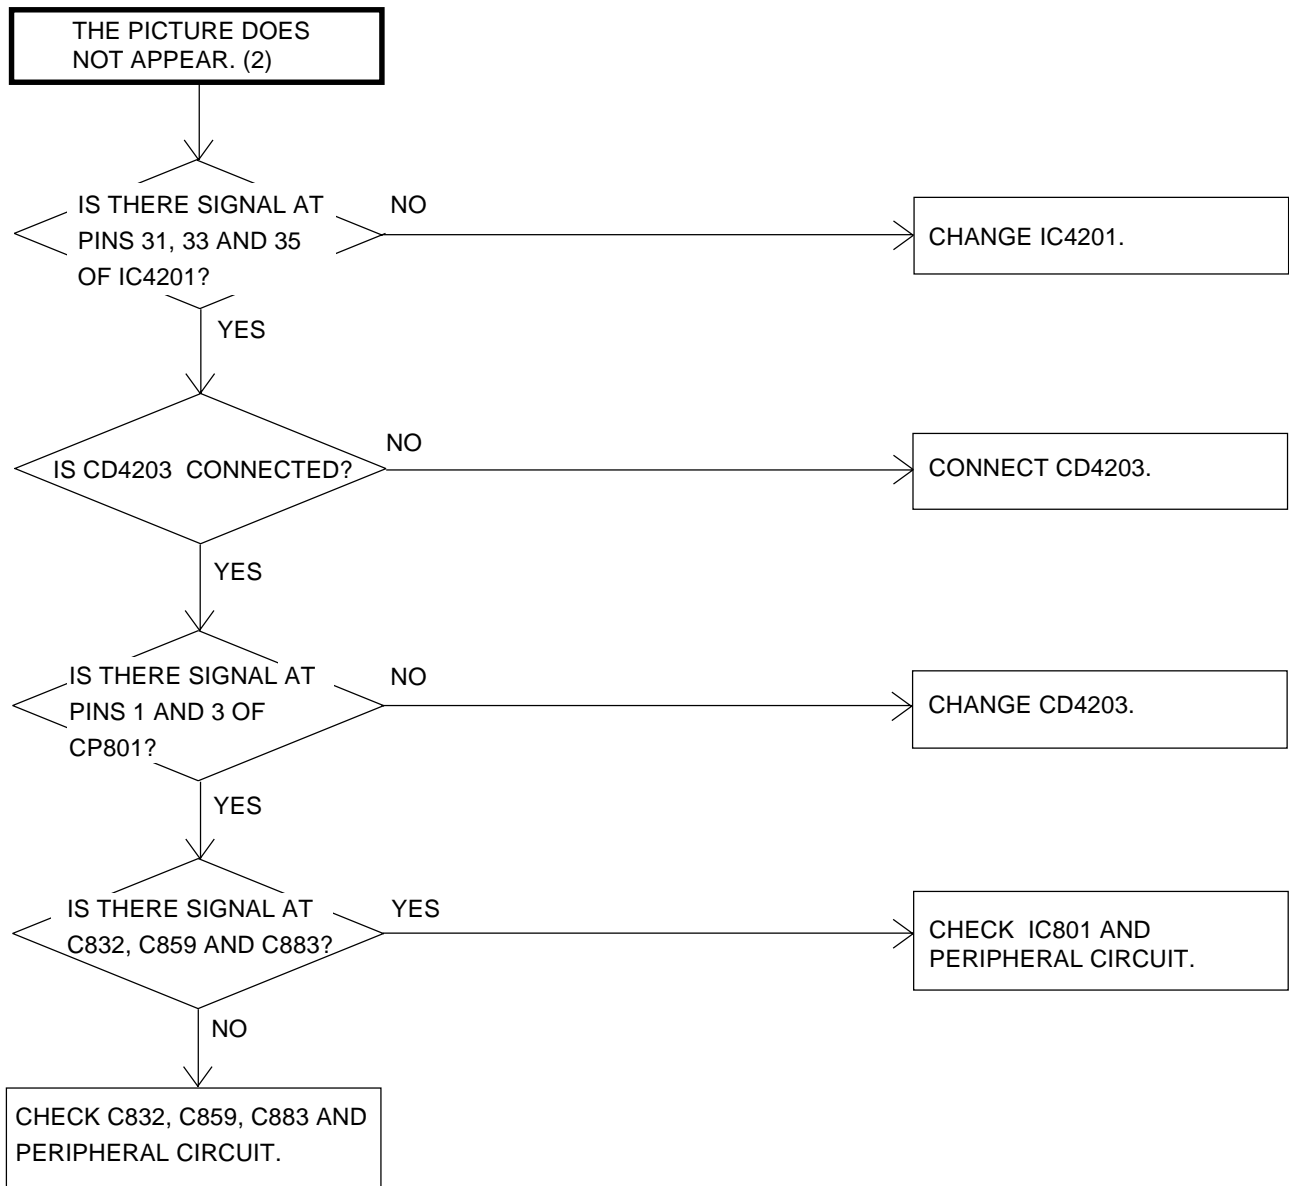 THE PICTURE DOES
NOT APPEAR. (2)
IS THERE SIGNAL AT
PINS 31, 33 AND 35
OF IC4201?
NO
CHANGE IC4201.
YES
IS CD4203  CONNECTED?
NO
CONNECT CD4203.
YES
IS THERE SIGNAL AT
PINS 1 AND 3 OF
CP801?
NO
CHANGE CD4203.
YES
IS THERE SIGNAL AT
C832, C859 AND C883?
YES
CHECK  IC801 AND
PERIPHERAL CIRCUIT.
NO
CHECK C832, C859, C883 AND
PERIPHERAL CIRCUIT.